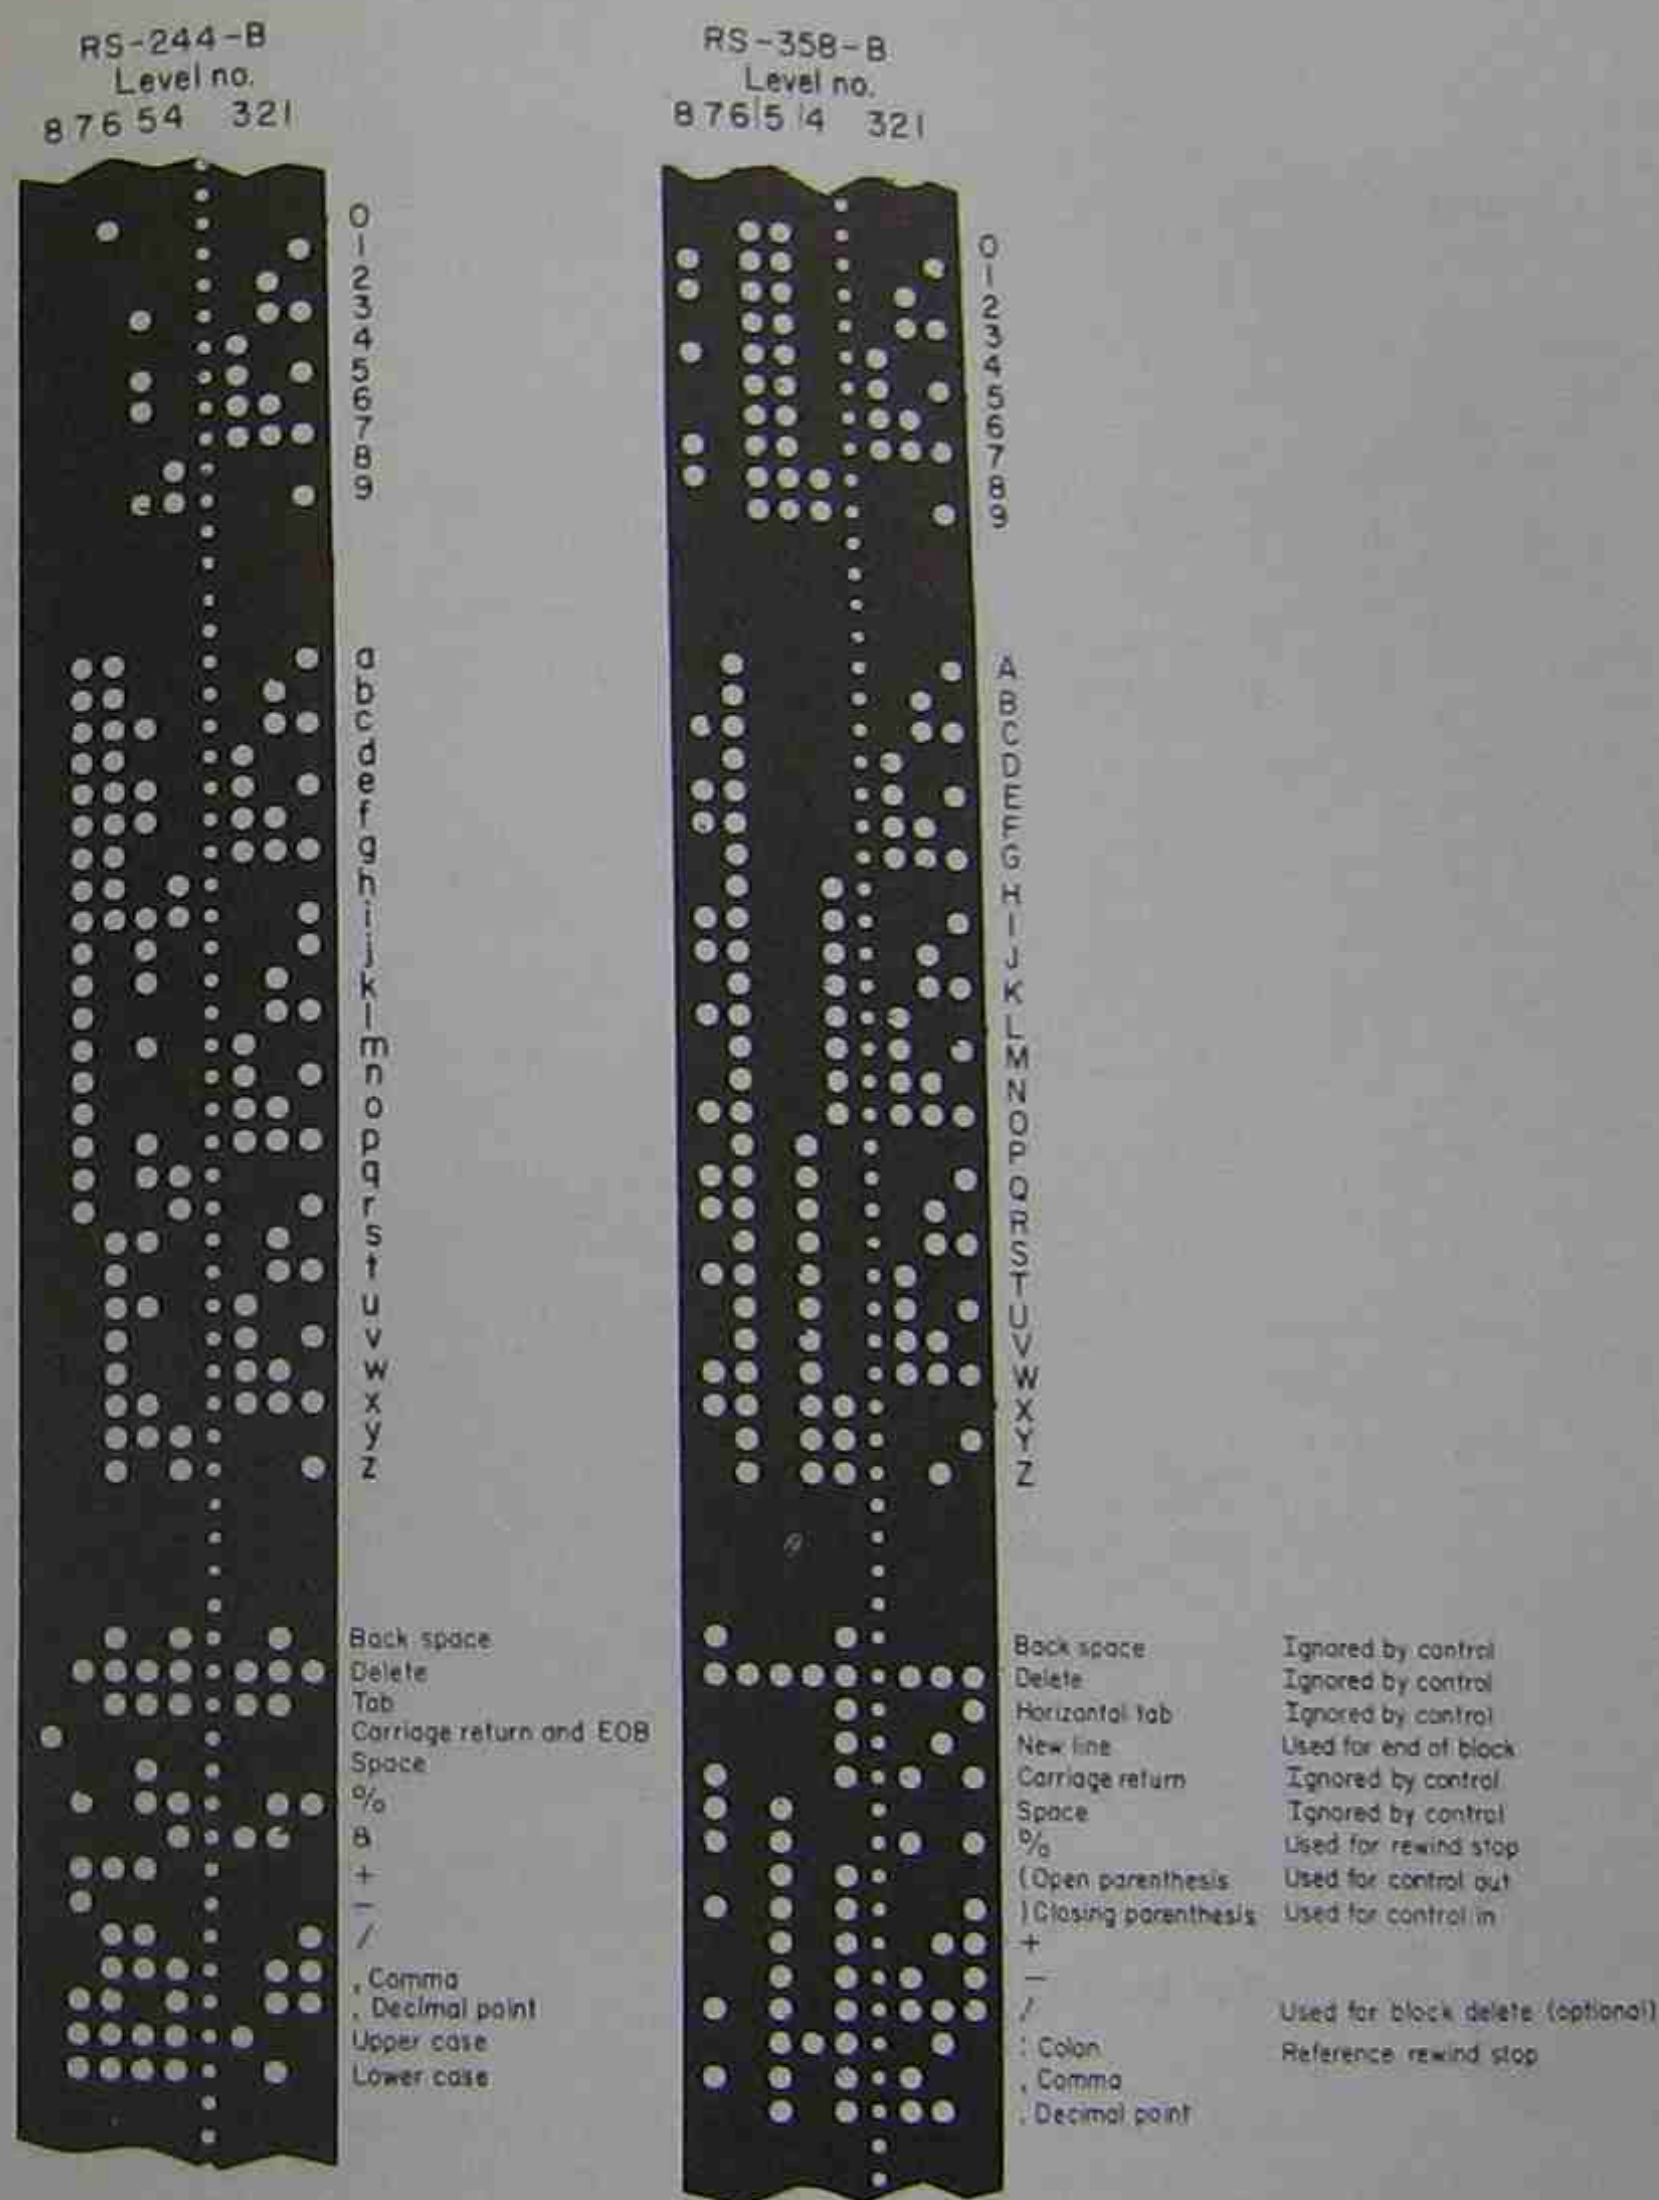 RS-244-B
Level no.
8 7 6 5 4 3 2 1
0
1
2
3
4
5
6
7
8
9
a
b
c
d
e
f
g
h
i
j
k
l
m
n
o
p
q
r
s
t
u
v
w
x
y
z
Back space
Delete
Tab
Carriage return and EOB
Space
%
&
+
-
/
, Comma
. Decimal point
Upper case
Lower case
RS-358-B
Level no.
8 7 6 5 4 3 2 1
0
1
2
3
4
5
6
7
8
9
A
B
C
D
E
F
G
H
I
J
K
L
M
N
O
P
Q
R
S
T
U
V
W
X
Y
Z
Back space Ignored by control
Delete Ignored by control
Horizontal tab Ignored by control
New line Used for end of block
Carriage return Ignored by control
Space Ignored by control
% Used for rewind stop
( Open parenthesis Used for control out
) Closing parenthesis Used for control in
+
-
/ Used for block delete (optional)
: Colon Reference rewind stop
, Comma
. Decimal point